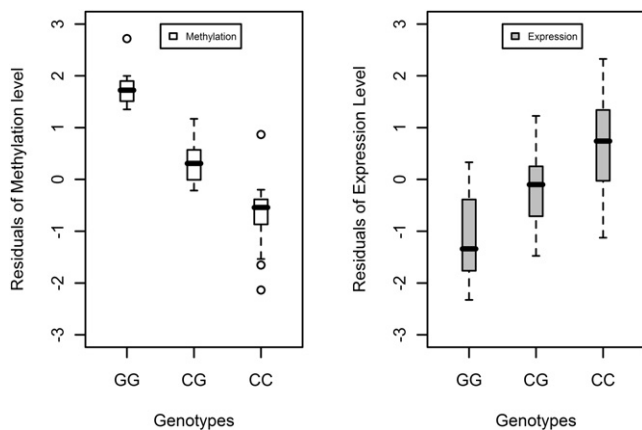 Methylation
Residuals of Methylation level
3
2
1
0
-1
-2
-3
GG CG CC
Genotypes
Expression
Residuals of Expression Level
3
2
1
0
-1
-2
-3
GG CG CC
Genotypes